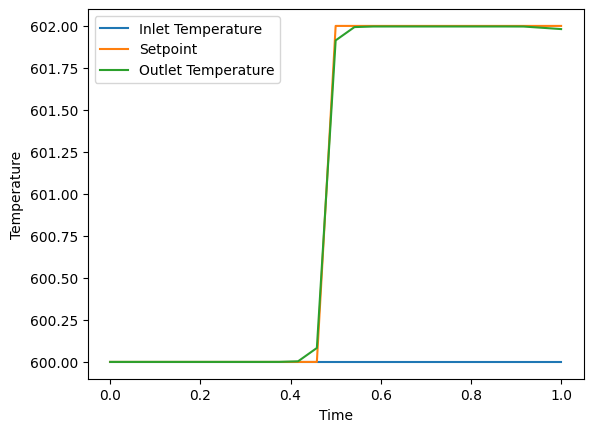 Inlet Temperature
Setpoint
Outlet Temperature
602.00
601.75
601.50
601.25
601.00
600.75
600.50
600.25
600.00
Temperature
0.0 0.2 0.4 0.6 0.8 1.0
Time